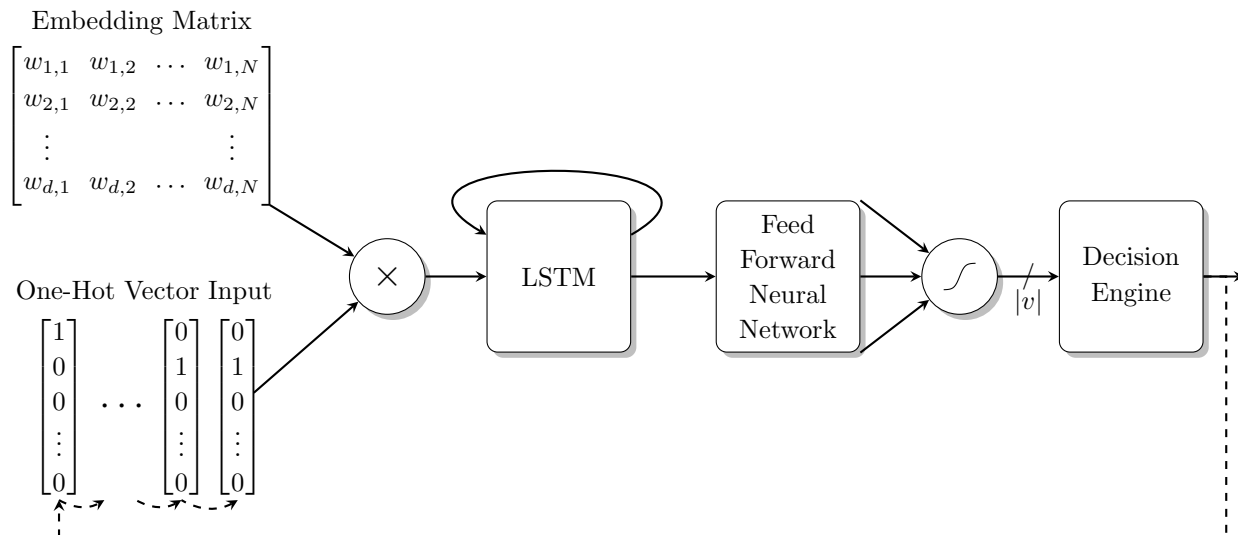 Embedding Matrix
w1,1 w1,2 … w1,N
w2,1 w2,2 … w2,N
⋮ ⋮
wd,1 wd,2 … wd,N
One-Hot Vector Input
1 0 0
0 1 1
0 … 0 0
⋮ ⋮ ⋮
0 0 0
×
LSTM
Feed
Forward
Neural
Network
∫
|v|
Decision
Engine